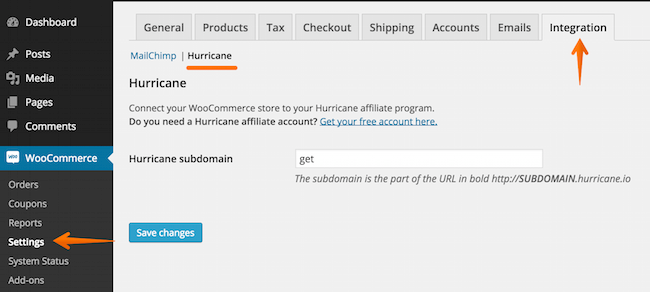 Dashboard
Posts
Media
Pages
Comments
WooCommerce
Orders
Coupons
Reports
Settings
System Status
Add-ons
General
Products
Tax
Checkout
Shipping
Accounts
Emails
Integration
MailChimp | Hurricane
Hurricane
Connect your WooCommerce store to your Hurricane affiliate program.
Do you need a Hurricane affiliate account? Get your free account here.
Hurricane subdomain
get
The subdomain is the part of the URL in bold http://SUBDOMAIN.hurricane.io
Save changes